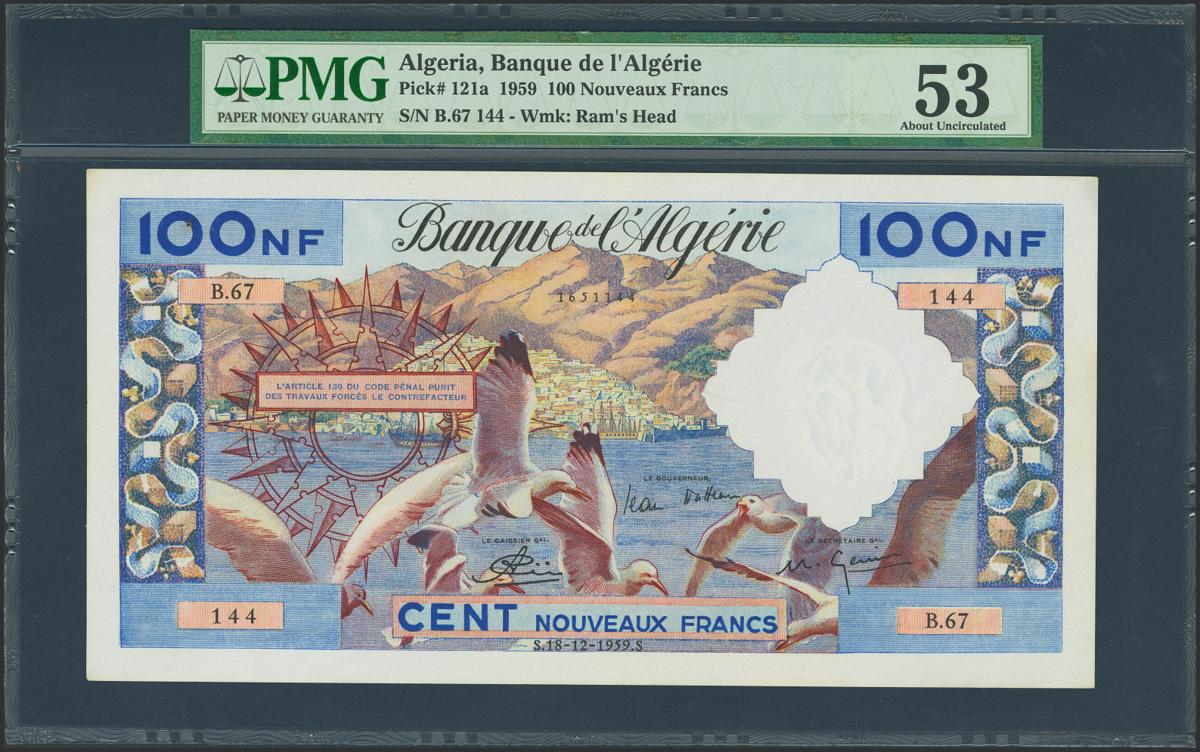 PMG
PAPER MONEY GUARANTY
Algeria, Banque de l'Algérie
Pick# 121a 1959 100 Nouveaux Francs
S/N B.67 144 - Wmk: Ram's Head
53
About Uncirculated
100NF
Banque de l'Algérie
100NF
B.67
1651144
144
L'ARTICLE 139 DU CODE PÉNAL PUNIT
DES TRAVAUX FORCÉS LE CONTREFACTEUR
LE GOUVERNEUR,
LE CAISSIER GAL.
LE SECRÉTAIRE GAL.
144
CENT NOUVEAUX FRANCS
B.67
S.18-12-1959.S